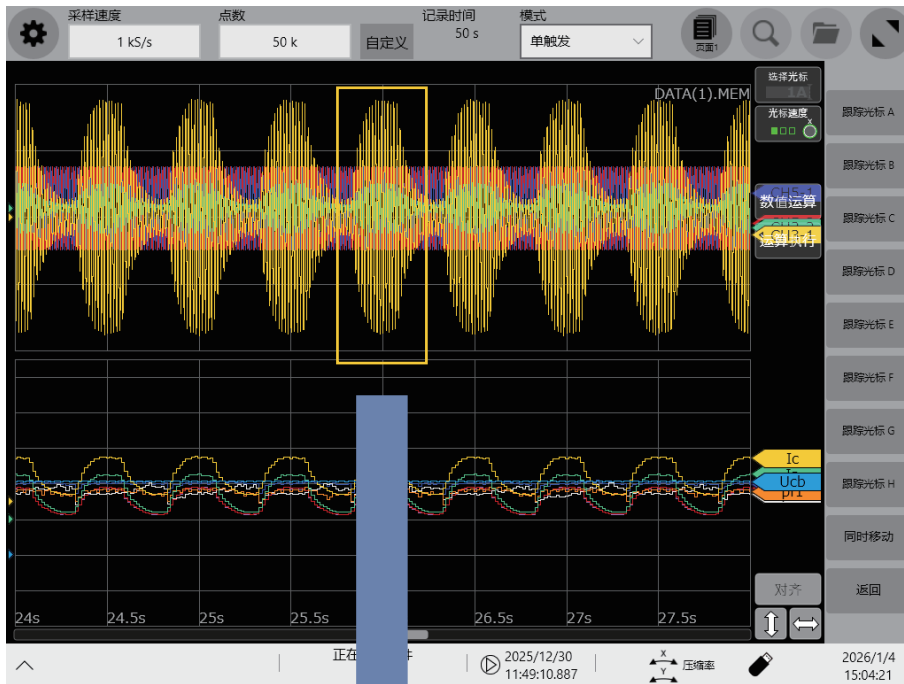 采样速度
点数
记录时间
模式
1 kS/s
50 k
自定义
50 s
单触发
页面1
DATA(1).MEM
选择光标
1A(
光标速度
X
CH5-1
数值运算
CH3-1
运算执行
跟踪光标 A
跟踪光标 B
跟踪光标 C
跟踪光标 D
跟踪光标 E
跟踪光标 F
跟踪光标 G
跟踪光标 H
同时移动
返回
Ic
Ucb
pf1
对齐
24s
24.5s
25s
25.5s
26.5s
27s
27.5s
正在
件
2025/12/30
11:49:10.887
X
Y
压缩率
2026/1/4
15:04:21